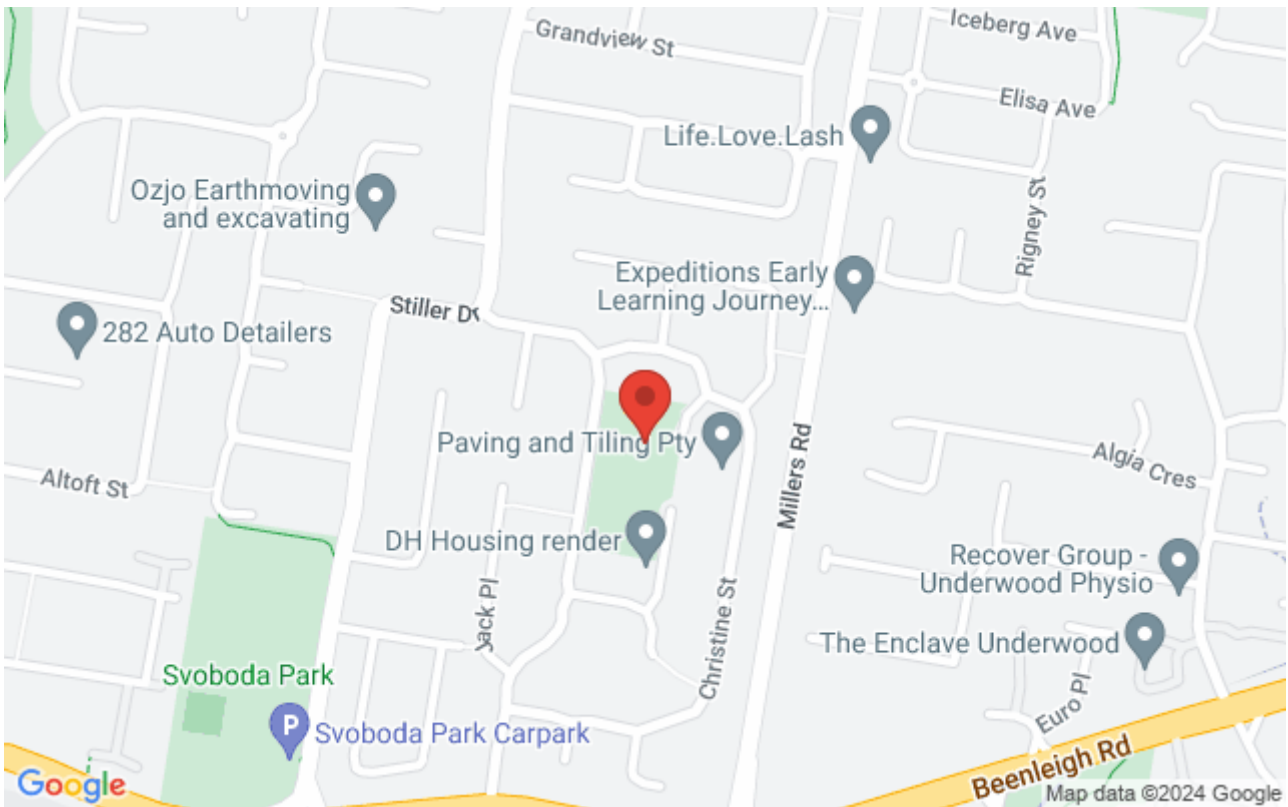 Grandview St
Iceberg Ave
Elisa Ave
Life.Love.Lash
Ozjo Earthmoving
and excavating
Rigney St
Expeditions Early
Learning Journey...
Stiller Dr
282 Auto Detailers
Paving and Tiling Pty
Millers Rd
Algia Cres
Altoft St
DH Housing render
Recover Group -
Underwood Physio
Jack Pl
Christine St
The Enclave Underwood
Svoboda Park
Euro Pl
P
Svoboda Park Carpark
Beenleigh Rd
Google
Map data ©2024 Google